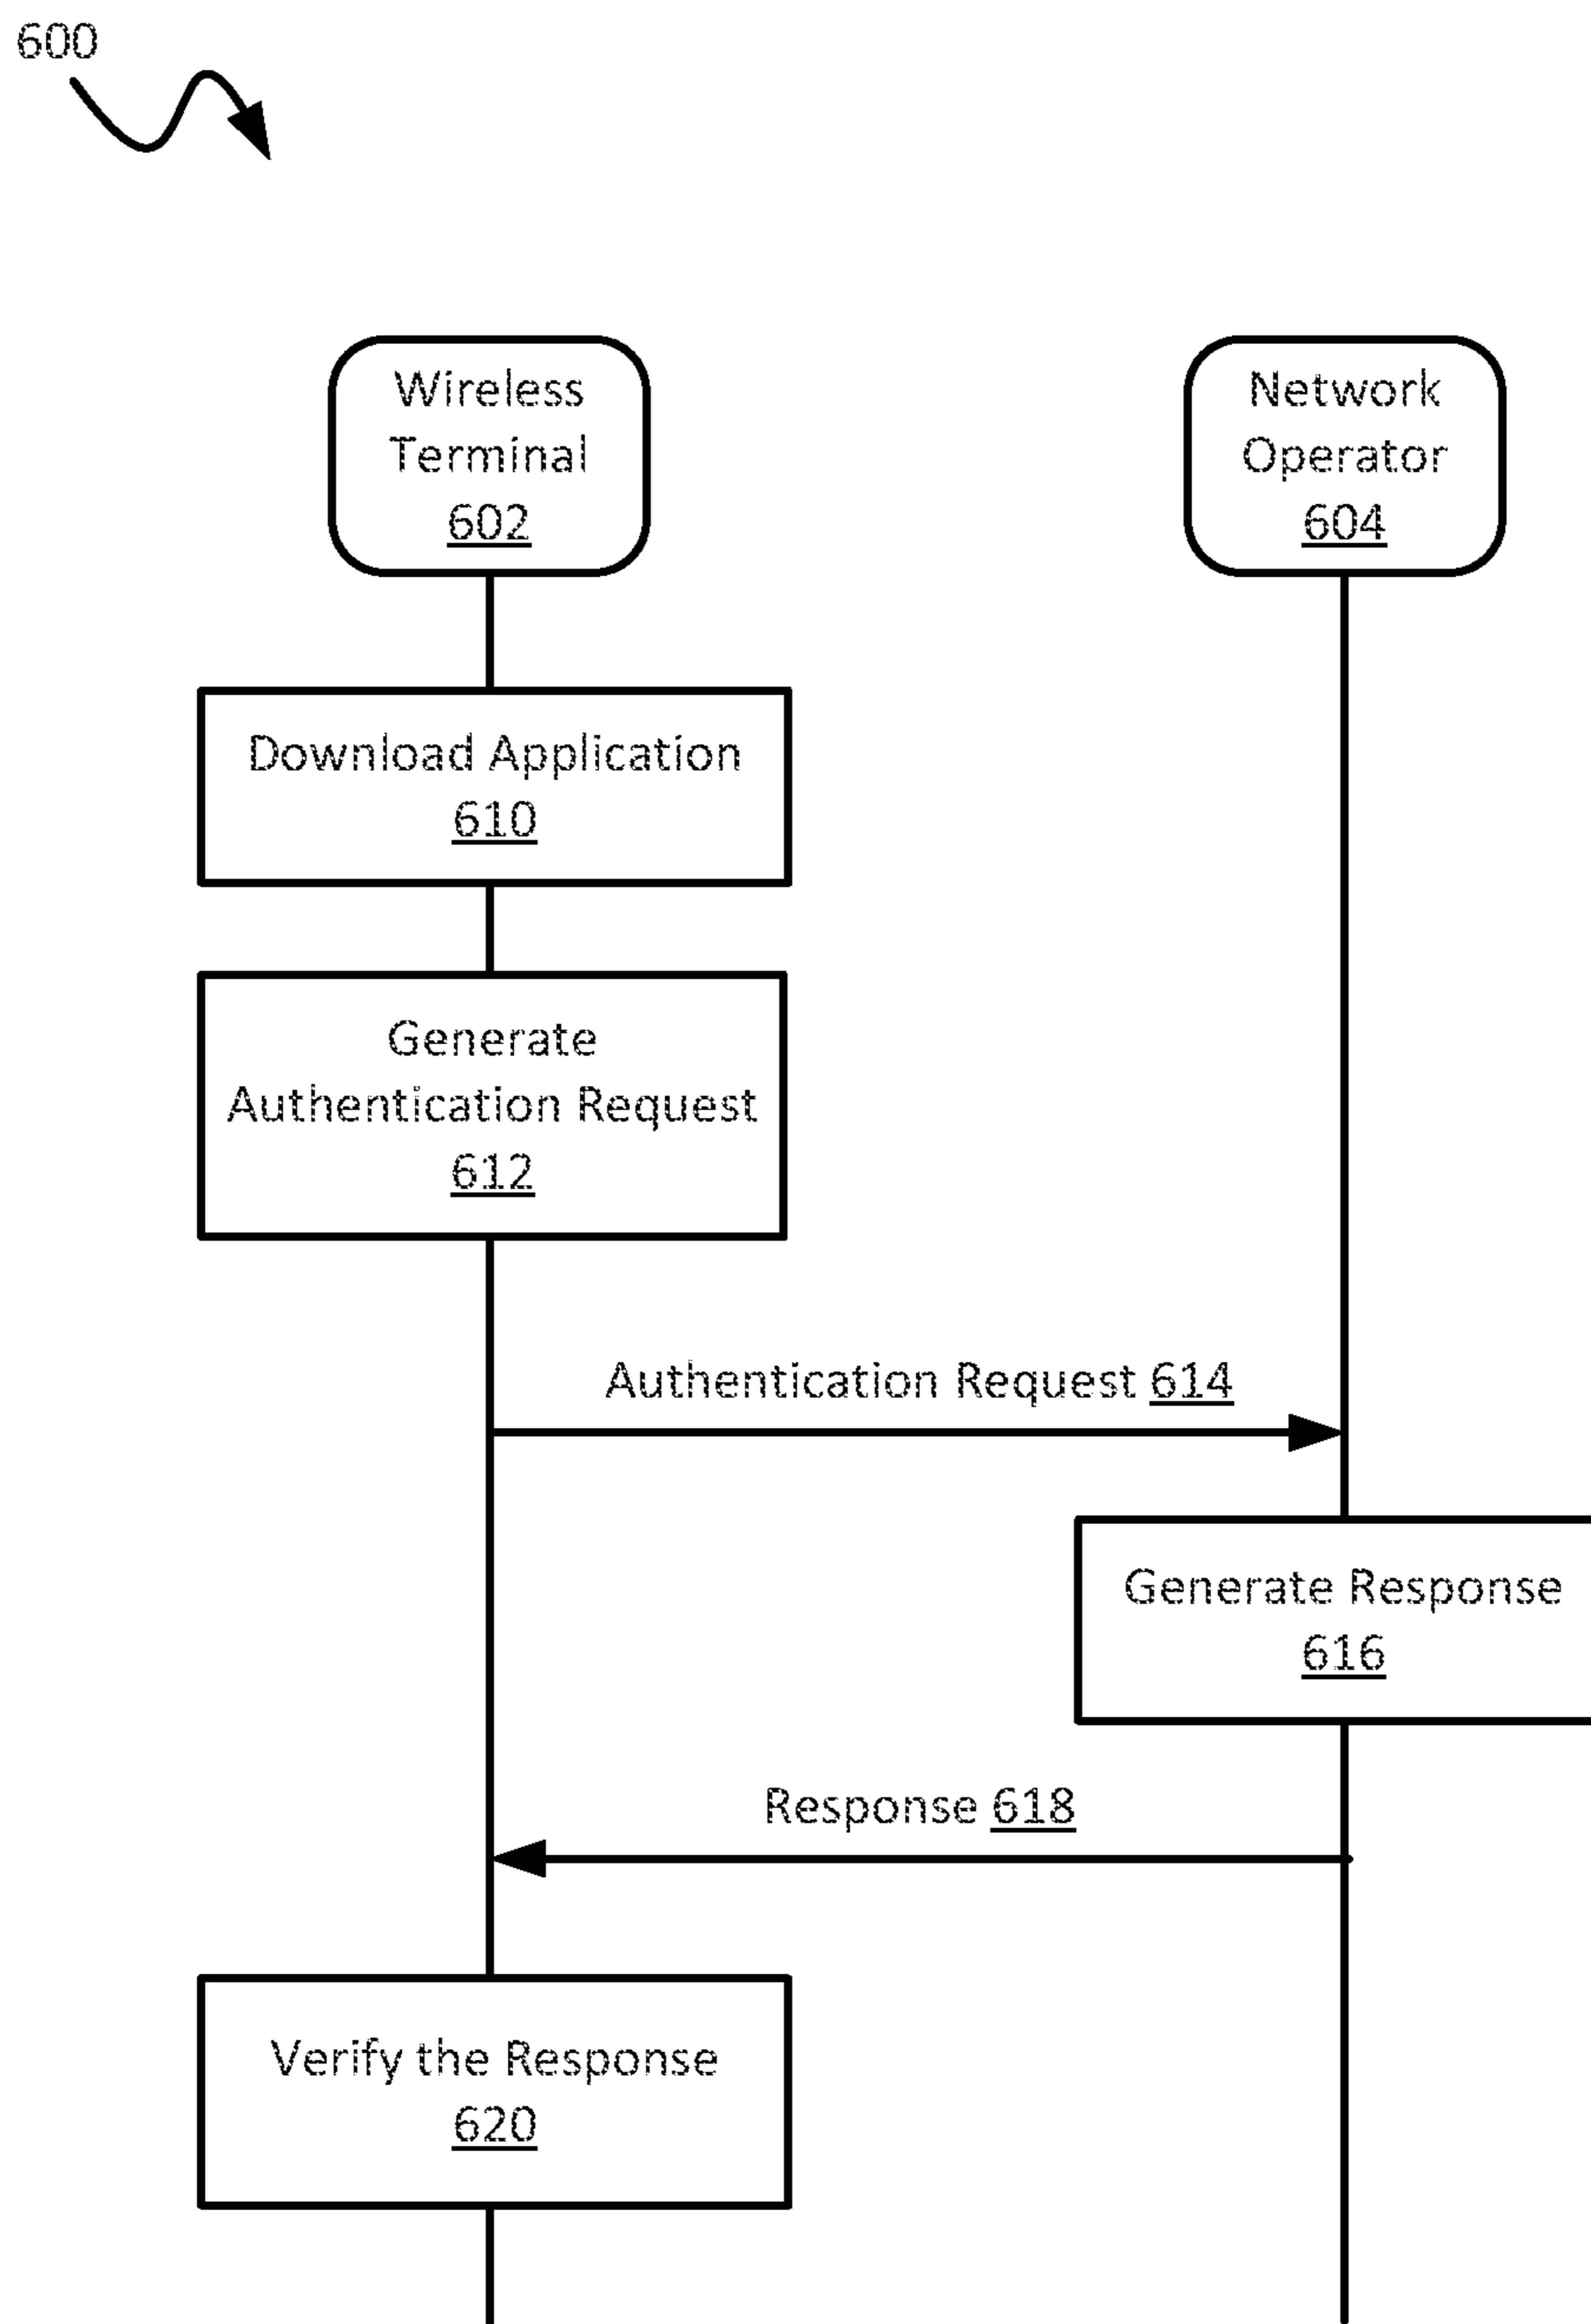 600
Wireless
Terminal
602
Network
Operator
604
Download Application
610
Generate
Authentication Request
612
Authentication Request 614
Generate Response
616
Response 618
Verify the Response
620